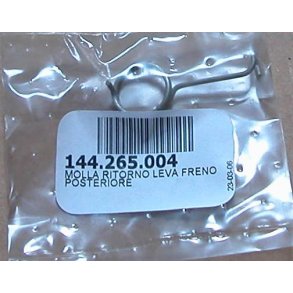 144.265.004
MOLLA RITORNO LEVA FRENO
POSTERIORE
23-03-06